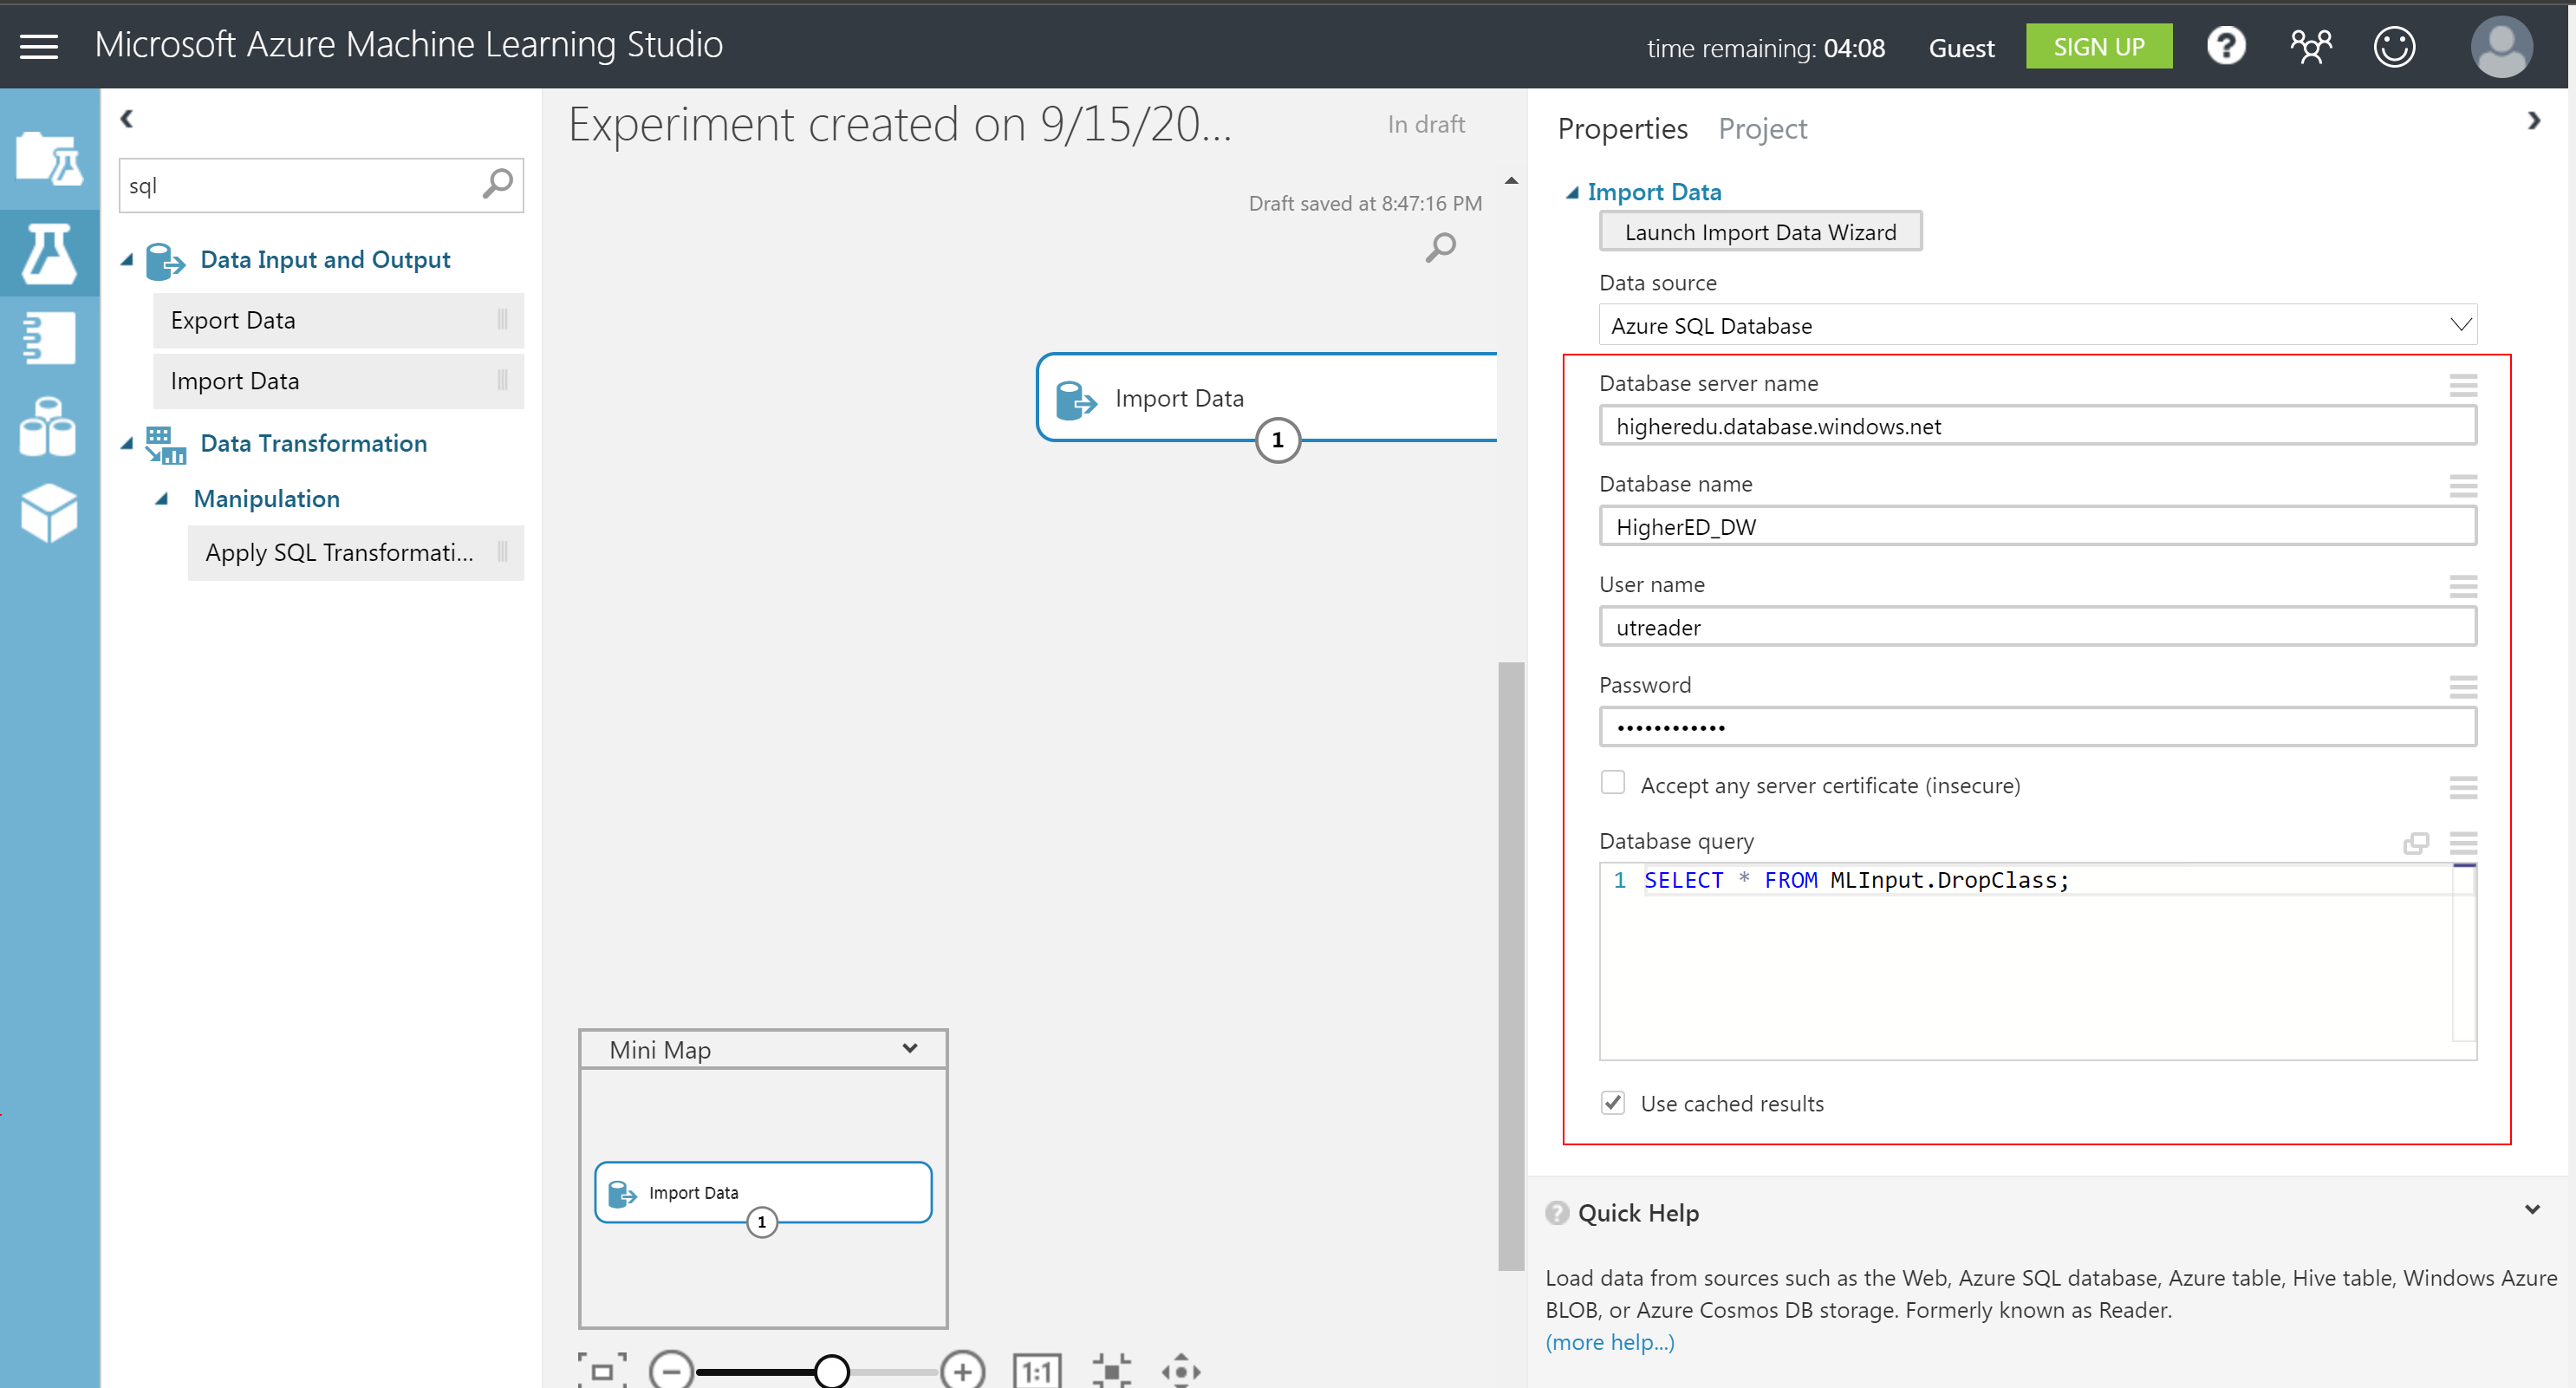 Microsoft Azure Machine Learning Studio
time remaining: 04:08
Guest
SIGN UP
?
sql
Data Input and Output
Export Data
Import Data
Data Transformation
Manipulation
Apply SQL Transformati...
Experiment created on 9/15/20...
In draft
Draft saved at 8:47:16 PM
Import Data
1
Mini Map
Import Data
1
1:1
Properties
Project
Import Data
Launch Import Data Wizard
Data source
Azure SQL Database
Database server name
higheredu.database.windows.net
Database name
HigherED_DW
User name
utreader
Password
••••••••••••
Accept any server certificate (insecure)
Database query
1 SELECT * FROM MLInput.DropClass;
Use cached results
? Quick Help
Load data from sources such as the Web, Azure SQL database, Azure table, Hive table, Windows Azure
BLOB, or Azure Cosmos DB storage. Formerly known as Reader.
(more help...)